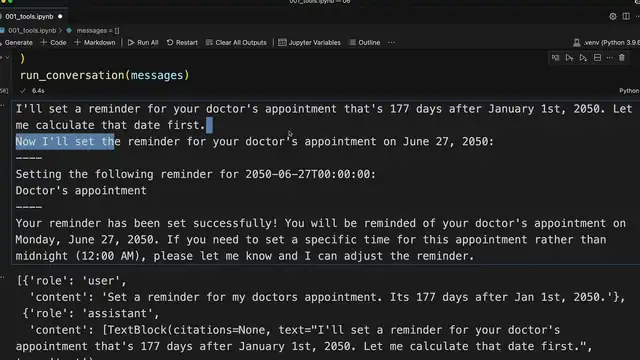 001_tools.ipynb — 06
001_tools.ipynb
001_tools.ipynb > messages = []
Generate + Code + Markdown Run All Restart Clear All Outputs Jupyter Variables Outline ... .venv (Python 3.9.6
)
run_conversation(messages)
6.4s Python
I'll set a reminder for your doctor's appointment that's 177 days after January 1st, 2050. Let
me calculate that date first.
Now I'll set the reminder for your doctor's appointment on June 27, 2050:
----
Setting the following reminder for 2050-06-27T00:00:00:
Doctor's appointment
----
Your reminder has been set successfully! You will be reminded of your doctor's appointment on
Monday, June 27, 2050. If you need to set a specific time for this appointment rather than
midnight (12:00 AM), please let me know and I can adjust the reminder.
[{'role': 'user',
'content': 'Set a reminder for my doctors appointment. Its 177 days after Jan 1st, 2050.'},
{'role': 'assistant',
'content': [TextBlock(citations=None, text="I'll set a reminder for your doctor's
appointment that's 177 days after January 1st, 2050. Let me calculate that date first.",